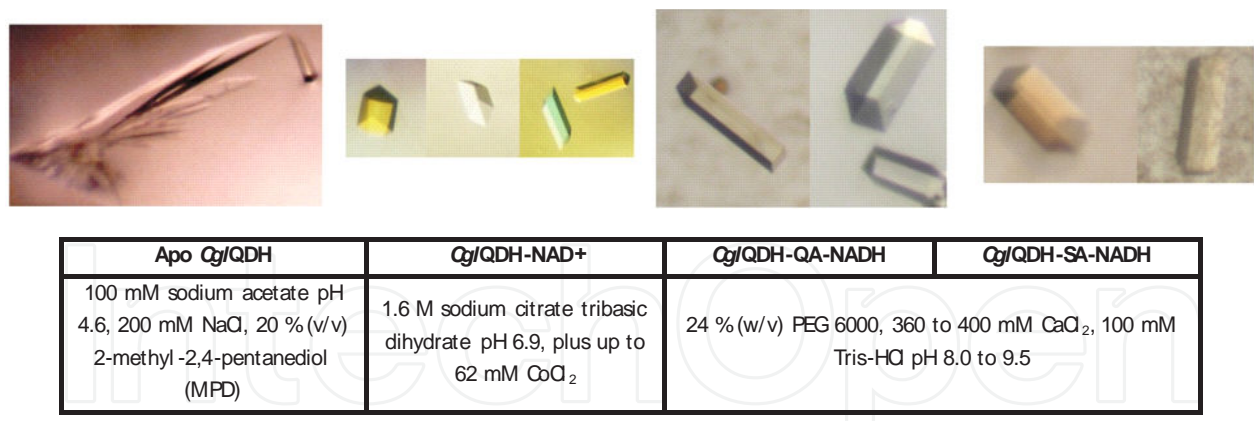 Apo CglQDH
CglQDH-NAD+
CglQDH-QA-NADH
CglQDH-SA-NADH
100 mM sodium acetate pH
4.6, 200 mM NaCl, 20 % (v/v)
2-methyl-2,4-pentanediol
(MPD)
1.6 M sodium citrate tribasic
dihydrate pH 6.9, plus up to
62 mM CoCl₂
24 % (w/v) PEG 6000, 360 to 400 mM CaCl₂, 100 mM
Tris-HCl pH 8.0 to 9.5
IntechOpen